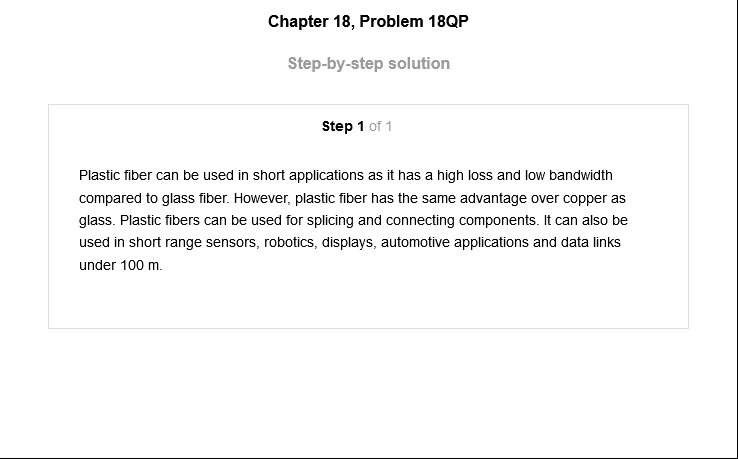 Chapter 18, Problem 18QP
Step-by-step solution
Step 1 of 1
Plastic fiber can be used in short applications as it has a high loss and low bandwidth
compared to glass fiber. However, plastic fiber has the same advantage over copper as
glass. Plastic fibers can be used for splicing and connecting components. It can also be
used in short range sensors, robotics, displays, automotive applications and data links
under 100 m.